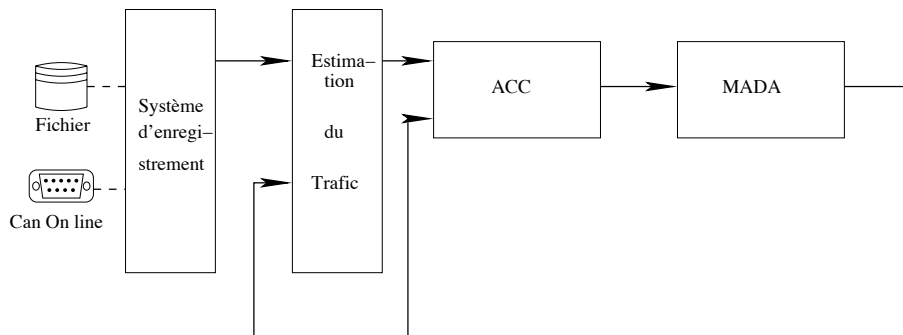 Fichier
Can On line
Système
d'enregi–
strement
Estima–
tion
du
Trafic
ACC
MADA